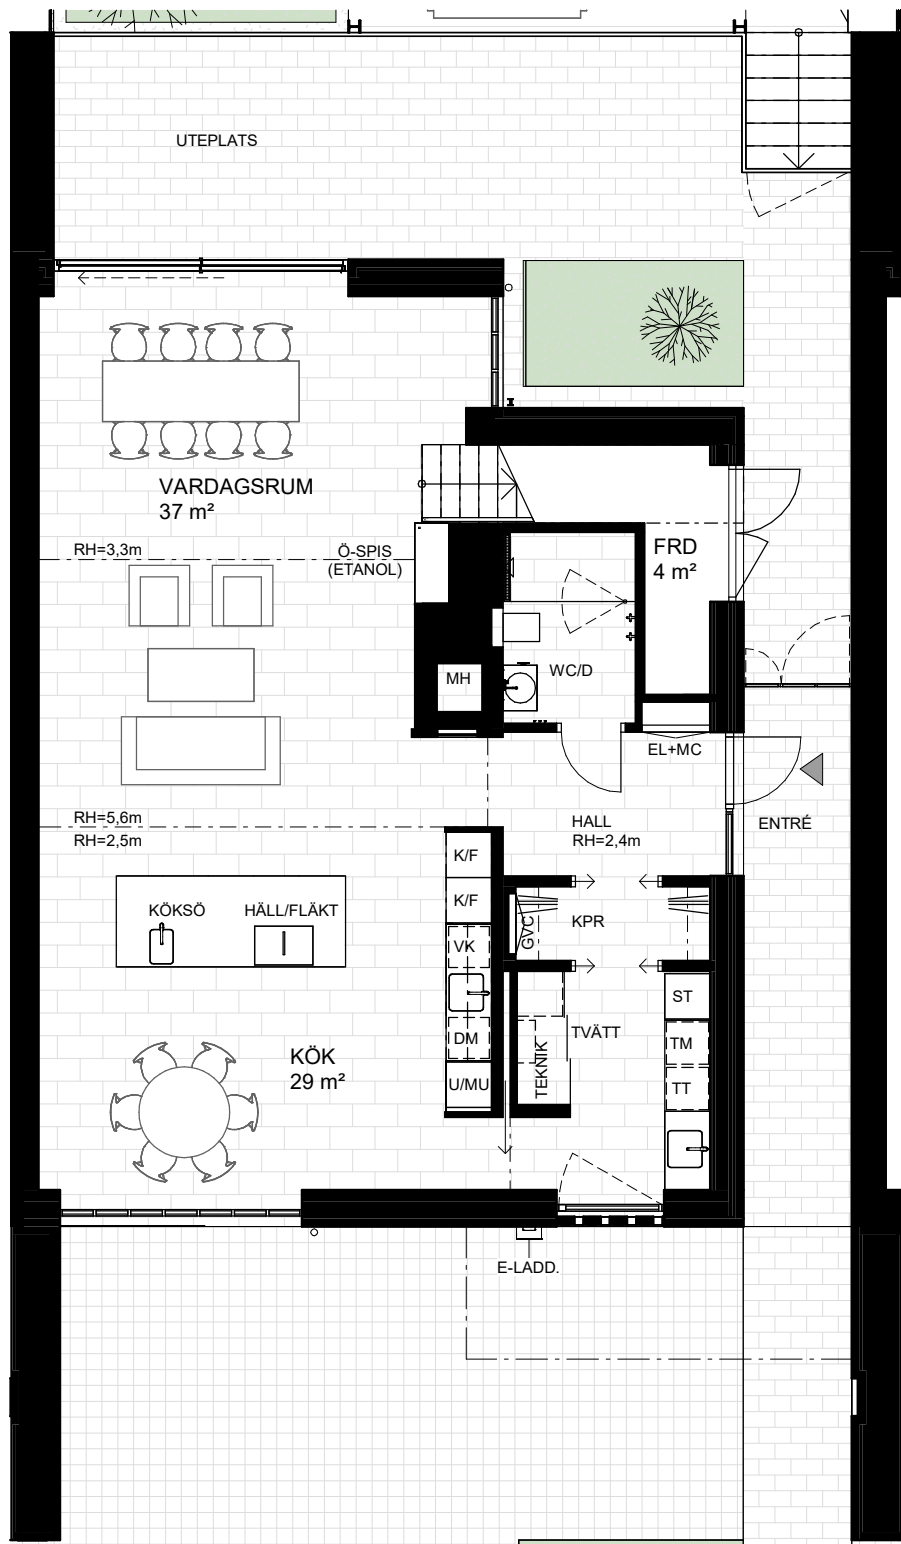 UTEPLATS
VARDAGSRUM
37 m²
RH=3,3m
Ö-SPIS
(ETANOL)
FRD
4 m²
MH
WC/D
EL+MC
RH=5,6m
RH=2,5m
HALL
RH=2,4m
ENTRÉ
K/F
K/F
KÖKSÖ
HÄLL/FLÄKT
GVC
KPR
VK
ST
DM
TEKNIK
TVÄTT
TM
KÖK
29 m²
U/MU
TT
E-LADD.